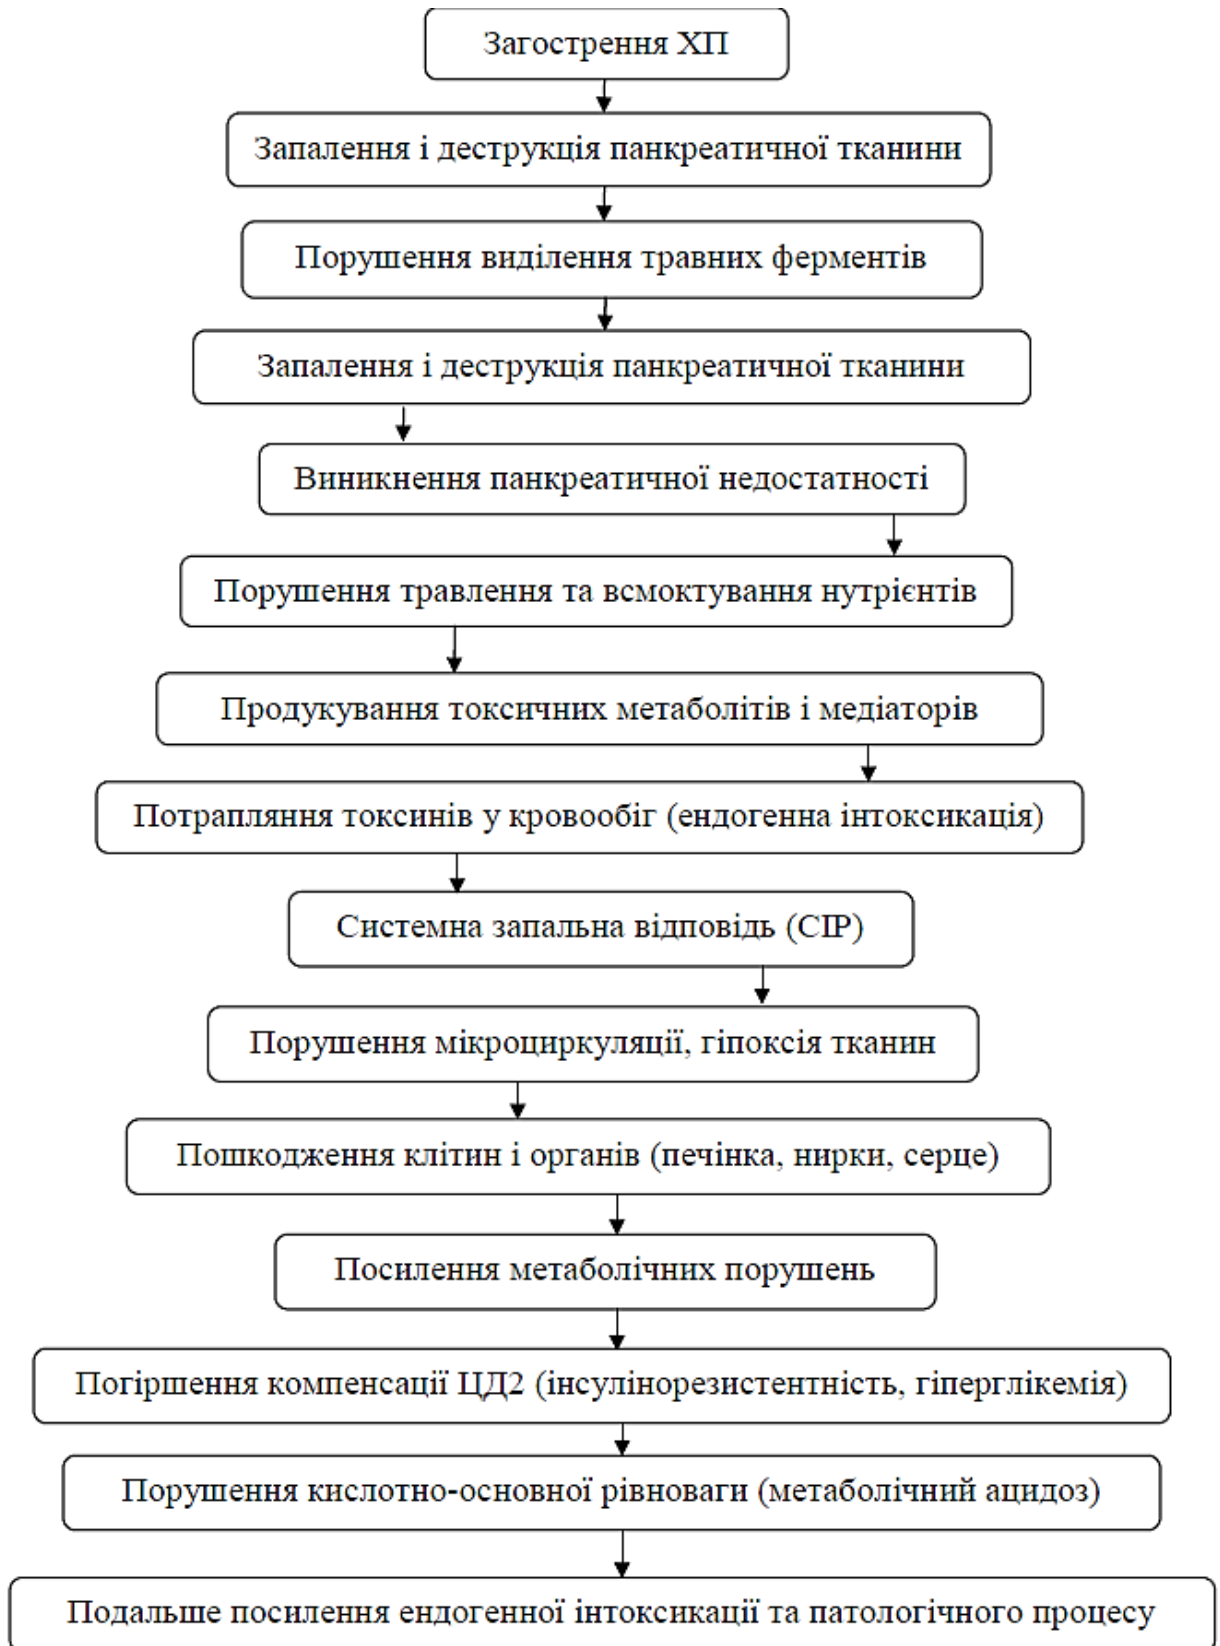 Загострення ХП
Запалення і деструкція панкреатичної тканини
Порушення виділення травних ферментів
Запалення і деструкція панкреатичної тканини
Виникнення панкреатичної недостатності
Порушення травлення та всмоктування нутрієнтів
Продукування токсичних метаболітів і медіаторів
Потрапляння токсинів у кровообіг (ендогенна інтоксикація)
Системна запальна відповідь (СІР)
Порушення мікроциркуляції, гіпоксія тканин
Пошкодження клітин і органів (печінка, нирки, серце)
Посилення метаболічних порушень
Погіршення компенсації ЦД2 (інсулінорезистентність, гіперглікемія)
Порушення кислотно-основної рівноваги (метаболічний ацидоз)
Подальше посилення ендогенної інтоксикації та патологічного процесу